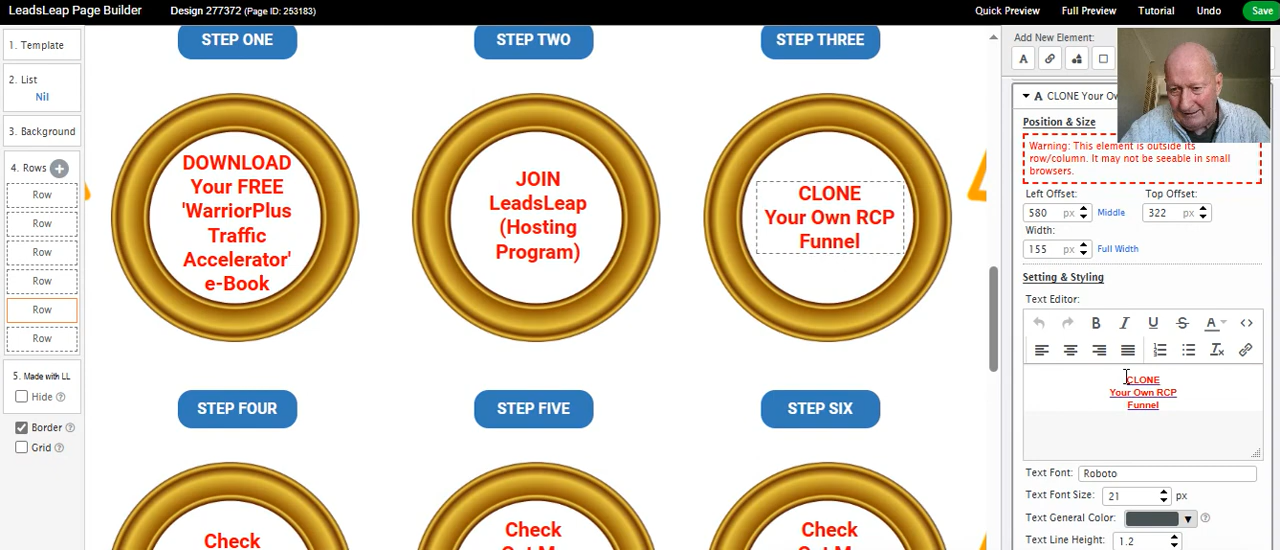 LeadsLeap Page Builder
Design 277372 (Page ID: 253183)
Quick Preview
Full Preview
Tutorial
Undo
Save
1. Template
2. List
Nil
3. Background
4. Rows
Row
Row
Row
Row
Row
Row
5. Made with LL
Hide
Border
Grid
STEP ONE
STEP TWO
STEP THREE
DOWNLOAD
Your FREE
'WarriorPlus
Traffic
Accelerator'
e-Book
JOIN
LeadsLeap
(Hosting
Program)
CLONE
Your Own RCP
Funnel
STEP FOUR
STEP FIVE
STEP SIX
Check
Check
Check
Add New Element:
A
A CLONE Your Ow
Position & Size
Warning: This element is outside its
row/column. It may not be seeable in small
browsers.
Left Offset:
Top Offset:
580 px
Middle
322 px
Width:
155 px
Full Width
Setting & Styling
Text Editor:
B I U S A
CLONE
Your Own RCP
Funnel
Text Font: Roboto
Text Font Size: 21 px
Text General Color:
Text Line Height: 1.2